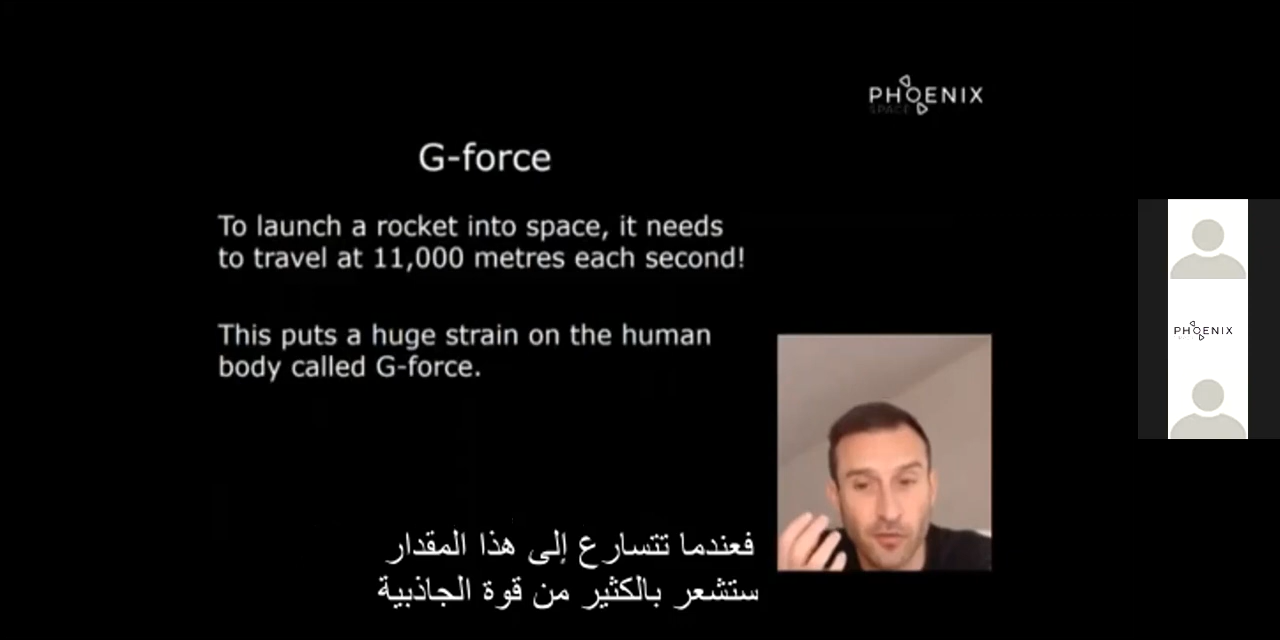 PHOENIX
SPACE
G-force
To launch a rocket into space, it needs
to travel at 11,000 metres each second!
This puts a huge strain on the human
body called G-force.
PHOENIX
فعندما تتسارع إلى هذا المقدار
ستشعر بالكثير من قوة الجاذبية